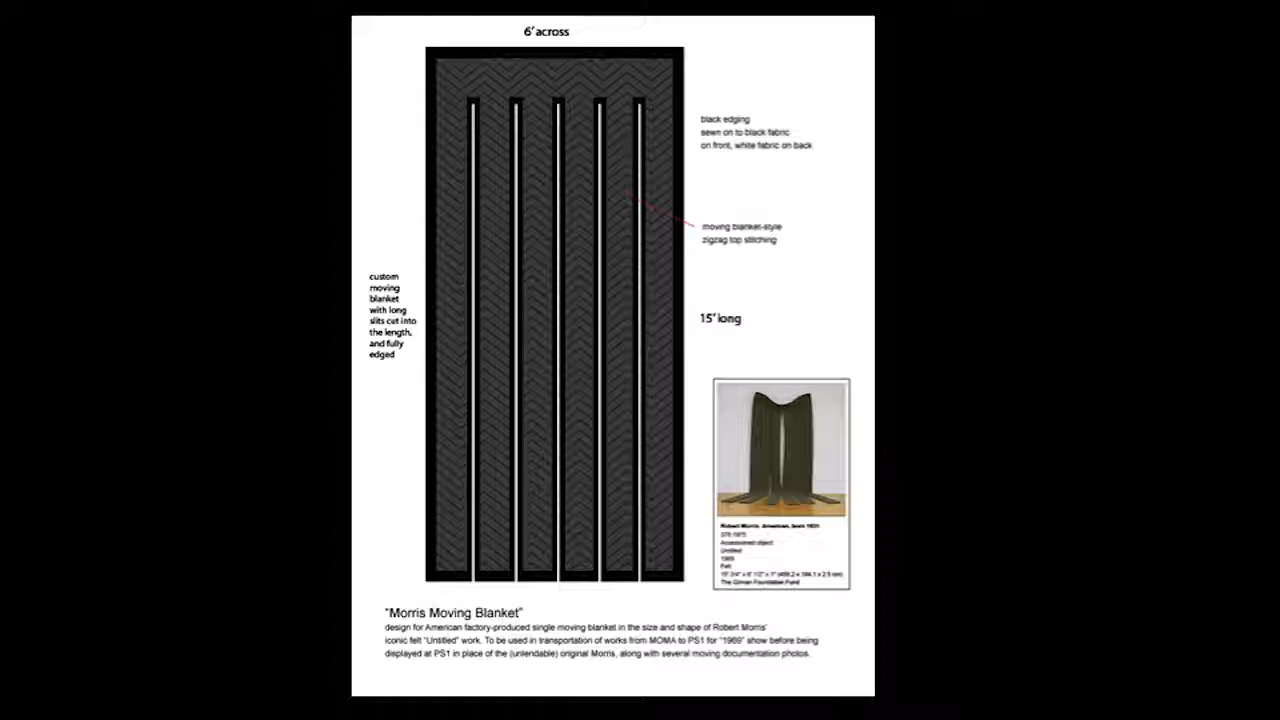 6' across
black edging
sewn on to black fabric
on front, white fabric on back
moving blanket-style
zigzag top stitching
custom
moving
blanket
with long
slits cut into
the length,
and fully
edged
15' long
Robert Morris. American, born 1931
Accessioned object
Untitled
1969
Felt
The Gilman Foundation Fund
"Morris Moving Blanket"
design for American factory-produced single moving blanket in the size and shape of Robert Morris'
iconic felt "Untitled" work. To be used in transportation of works from MOMA to PS1 for "1969" show before being
displayed at PS1 in place of the (unlendable) original Morris, along with several moving documentation photos.